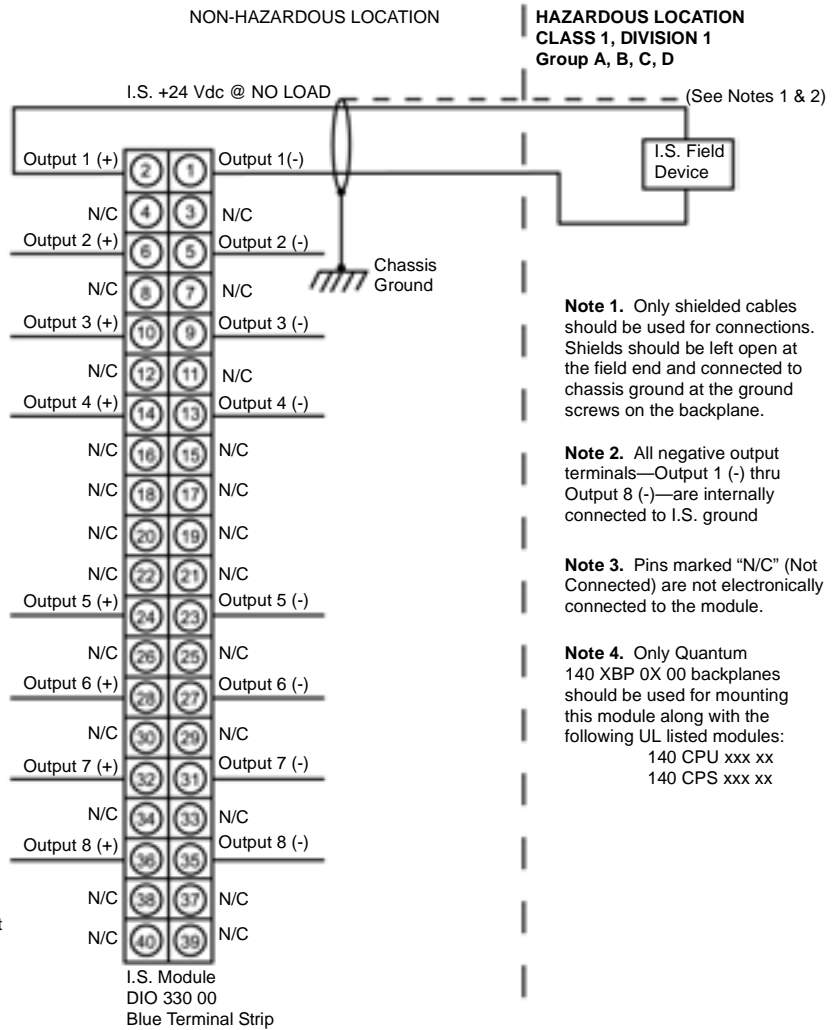 NON-HAZARDOUS LOCATION
HAZARDOUS LOCATION
CLASS 1, DIVISION 1
Group A, B, C, D
I.S. +24 Vdc @ NO LOAD
(See Notes 1 & 2)
I.S. Field
Device
Output 1 (+) 2 1 Output 1(-)
N/C 4 3 N/C
Output 2 (+) 6 5 Output 2 (-)
Chassis
Ground
N/C 8 7 N/C
Output 3 (+) 10 9 Output 3 (-)
N/C 12 11 N/C
Output 4 (+) 14 13 Output 4 (-)
N/C 16 15 N/C
N/C 18 17 N/C
N/C 20 19 N/C
N/C 22 21 N/C
Output 5 (+) 24 23 Output 5 (-)
N/C 26 25 N/C
Output 6 (+) 28 27 Output 6 (-)
N/C 30 29 N/C
Output 7 (+) 32 31 Output 7 (-)
N/C 34 33 N/C
Output 8 (+) 36 35 Output 8 (-)
N/C 38 37 N/C
N/C 40 39 N/C
I.S. Module
DIO 330 00
Blue Terminal Strip
Note 1. Only shielded cables
should be used for connections.
Shields should be left open at
the field end and connected to
chassis ground at the ground
screws on the backplane.
Note 2. All negative output
terminals—Output 1 (-) thru
Output 8 (-)—are internally
connected to I.S. ground
Note 3. Pins marked “N/C” (Not
Connected) are not electronically
connected to the module.
Note 4. Only Quantum
140 XBP 0X 00 backplanes
should be used for mounting
this module along with the
following UL listed modules:
140 CPU xxx xx
140 CPS xxx xx